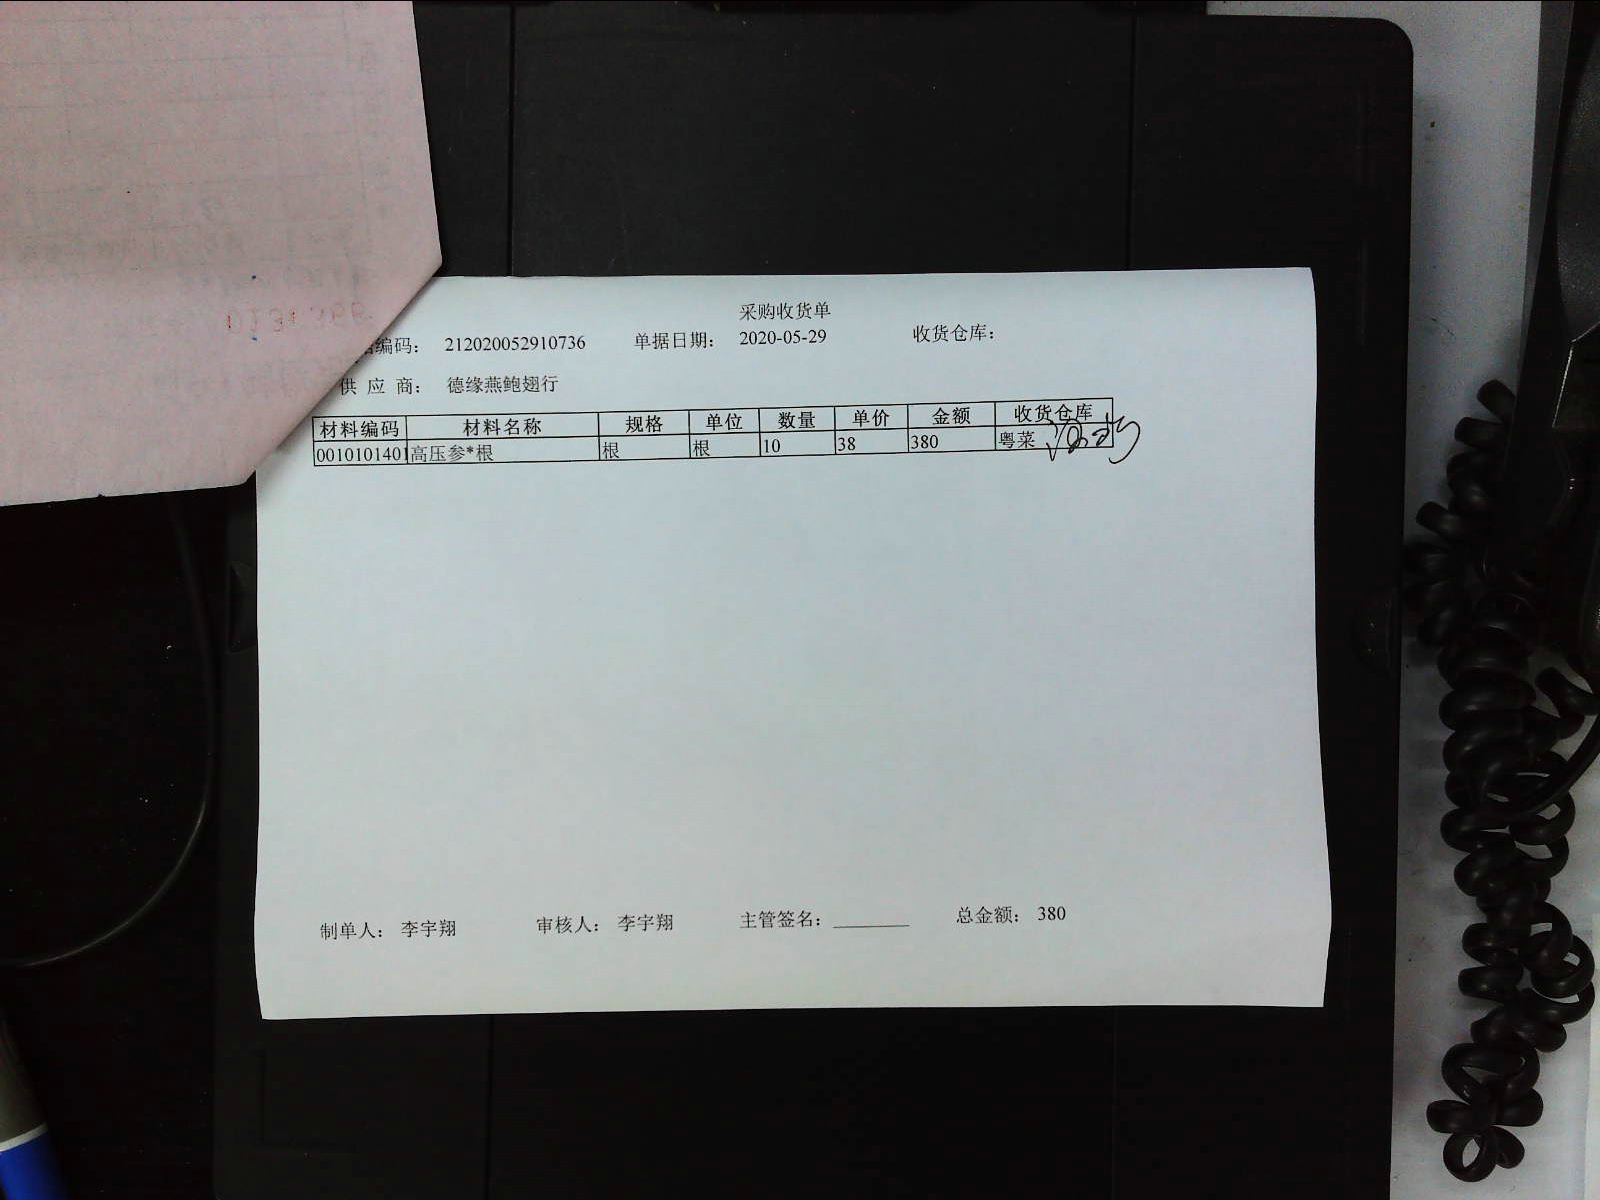 采购收货单
编码： 212020052910736 单据日期： 2020-05-29 收货仓库：
供 应 商： 德缘燕鲍翅行
材料编码 材料名称 规格 单位 数量 单价 金额 收货仓库
0010101401 高压参*根 根 根 10 38 380 粤菜
制单人： 李宇翔 审核人： 李宇翔 主管签名： 总金额： 380